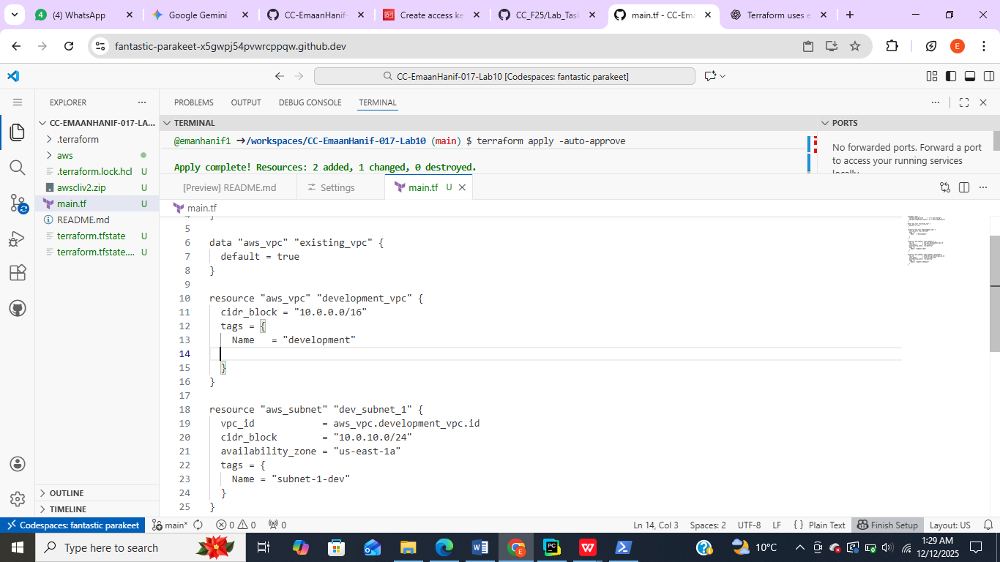 (4) WhatsApp
Google Gemini
CC-EmaanHanif-
Create access ke
CC_F25/Lab_Tas
main.tf - CC-Ema
Terraform uses e
fantastic-parakeet-x5gwpj54pvwrcppqw.github.dev
E
CC-EmaanHanif-017-Lab10 [Codespaces: fantastic parakeet]
EXPLORER
CC-EMAANHANIF-017-LA...
.terraform
aws
.terraform.lock.hcl U
awscliv2.zip U
main.tf U
README.md
terraform.tfstate U
terraform.tfstate.... U
OUTLINE
TIMELINE
PROBLEMS OUTPUT DEBUG CONSOLE TERMINAL
TERMINAL
@emanhanif1 ➜/workspaces/CC-EmaanHanif-017-Lab10 (main) $ terraform apply -auto-approve
Apply complete! Resources: 2 added, 1 changed, 0 destroyed.
PORTS
No forwarded ports. Forward a port
to access your running services
locally
[Preview] README.md Settings main.tf U
main.tf
4 }
5
6 data "aws_vpc" "existing_vpc" {
7 default = true
8 }
9
10 resource "aws_vpc" "development_vpc" {
11 cidr_block = "10.0.0.0/16"
12 tags = {
13 Name   = "development"
14
15 }
16 }
17
18 resource "aws_subnet" "dev_subnet_1" {
19 vpc_id            = aws_vpc.development_vpc.id
20 cidr_block        = "10.0.10.0/24"
21 availability_zone = "us-east-1a"
22 tags = {
23 Name = "subnet-1-dev"
24 }
25 }
Codespaces: fantastic parakeet main* 0 0 0 Ln 14, Col 3 Spaces: 2 UTF-8 LF { } Plain Text Finish Setup Layout: US
Type here to search
10°C
1:29 AM
12/12/2025